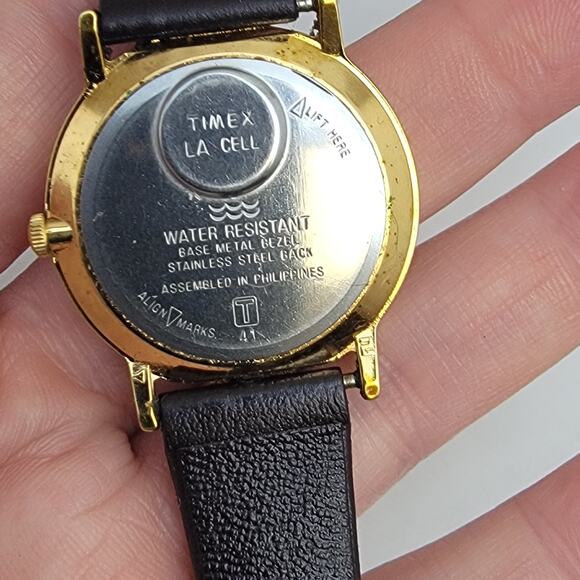 TIMEX
LA CELL
LIFT HERE
WATER RESISTANT
BASE METAL BEZEL
STAINLESS STEEL BACK
ASSEMBLED IN PHILIPPINES
ALIGN MARKS
T
41